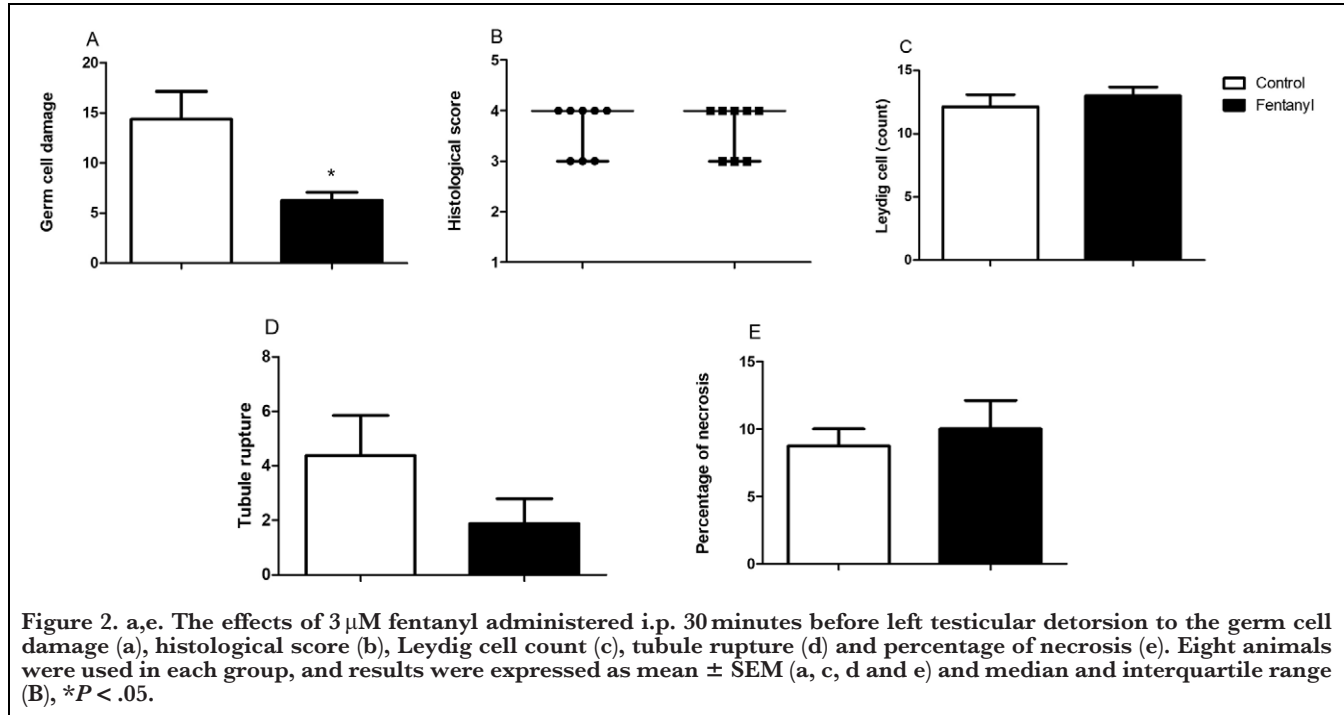 A
B
C
20
15
10
5
0
Germ cell damage
*
5
4
3
2
1
Histological score
15
10
5
0
Leydig cell (count)
Control
Fentanyl
D
E
8
6
4
2
0
Tubule rupture
15
10
5
0
Percentage of necrosis
Figure 2. a,e. The effects of 3 μM fentanyl administered i.p. 30 minutes before left testicular detorsion to the germ cell
damage (a), histological score (b), Leydig cell count (c), tubule rupture (d) and percentage of necrosis (e). Eight animals
were used in each group, and results were expressed as mean ± SEM (a, c, d and e) and median and interquartile range
(B), *P < .05.